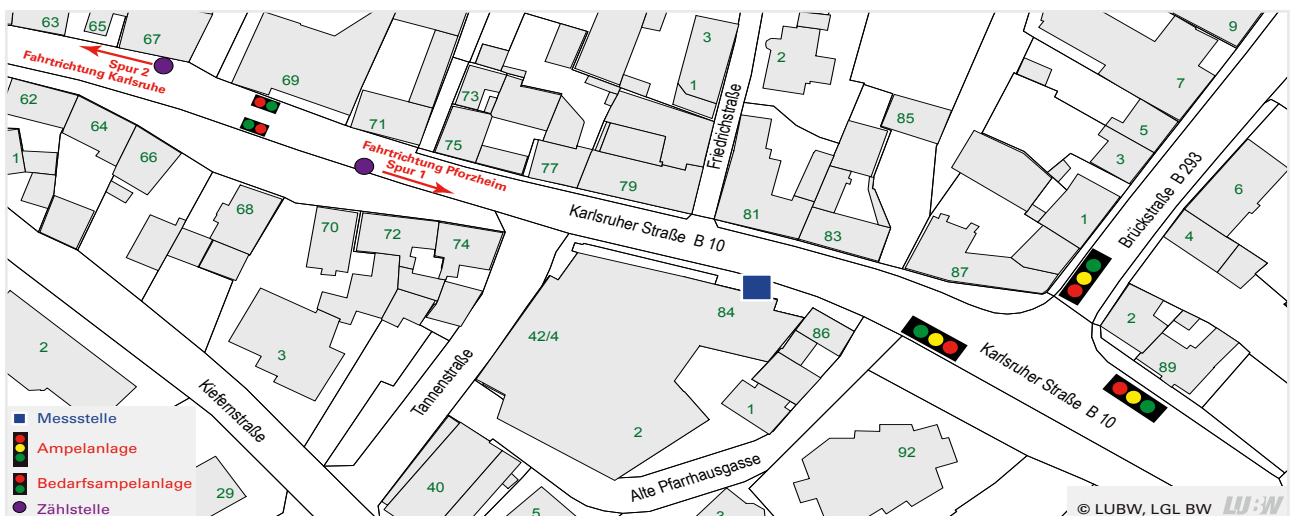 63
65
67
Spur 2
Fahrtrichtung Karlsruhe
69
71
73
75
77
79
3
1
2
Friedrichstraße
85
81
83
87
9
7
5
3
1
Brückstraße B 293
6
4
2
89
62
64
66
1
68
70
72
74
Fahrtrichtung Pforzheim
Spur 1
Karlsruher Straße B 10
84
86
42/4
1
2
Karlsruher Straße B 10
2
3
Kiefernstraße
Tannenstraße
Alte Pfarrhausgasse
92
40
5
3
29
Messstelle
Ampelanlage
Bedarfsampelanlage
Zählstelle
© LUBW, LGL BW LUBW